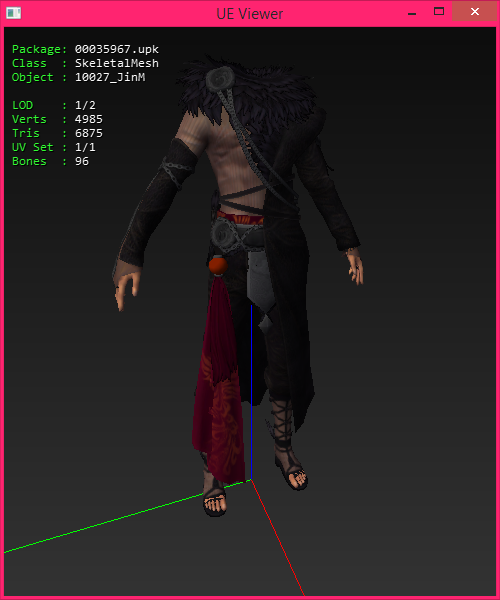 UE Viewer
Package: 00035967.upk
Class : SkeletalMesh
Object : 10027_JinM
LOD : 1/2
Verts : 4985
Tris : 6875
UV Set : 1/1
Bones : 96